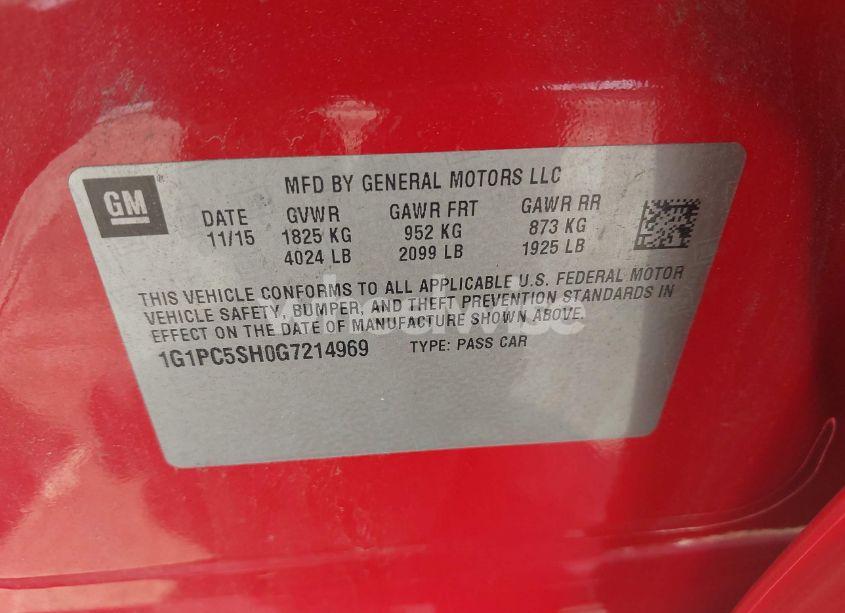 GM
MFD BY GENERAL MOTORS LLC
DATE GVWR GAWR FRT GAWR RR
11/15 1825 KG 952 KG 873 KG
4024 LB 2099 LB 1925 LB
THIS VEHICLE CONFORMS TO ALL APPLICABLE U.S. FEDERAL MOTOR
VEHICLE SAFETY, BUMPER, AND THEFT PREVENTION STANDARDS IN
EFFECT ON THE DATE OF MANUFACTURE SHOWN ABOVE.
1G1PC5SH0G7214969 TYPE: PASS CAR